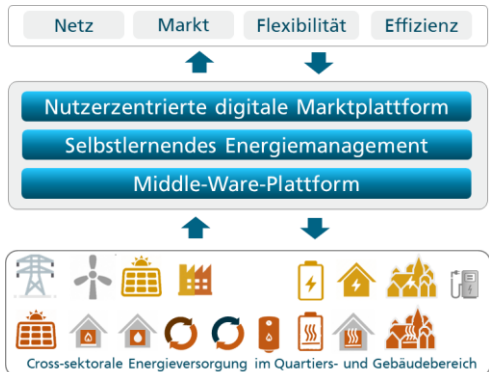 Netz Markt Flexibilität Effizienz
Nutzerzentrierte digitale Marktplattform
Selbstlernendes Energiemanagement
Middle-Ware-Plattform
Cross-sektorale Energieversorgung im Quartiers- und Gebäudebereich